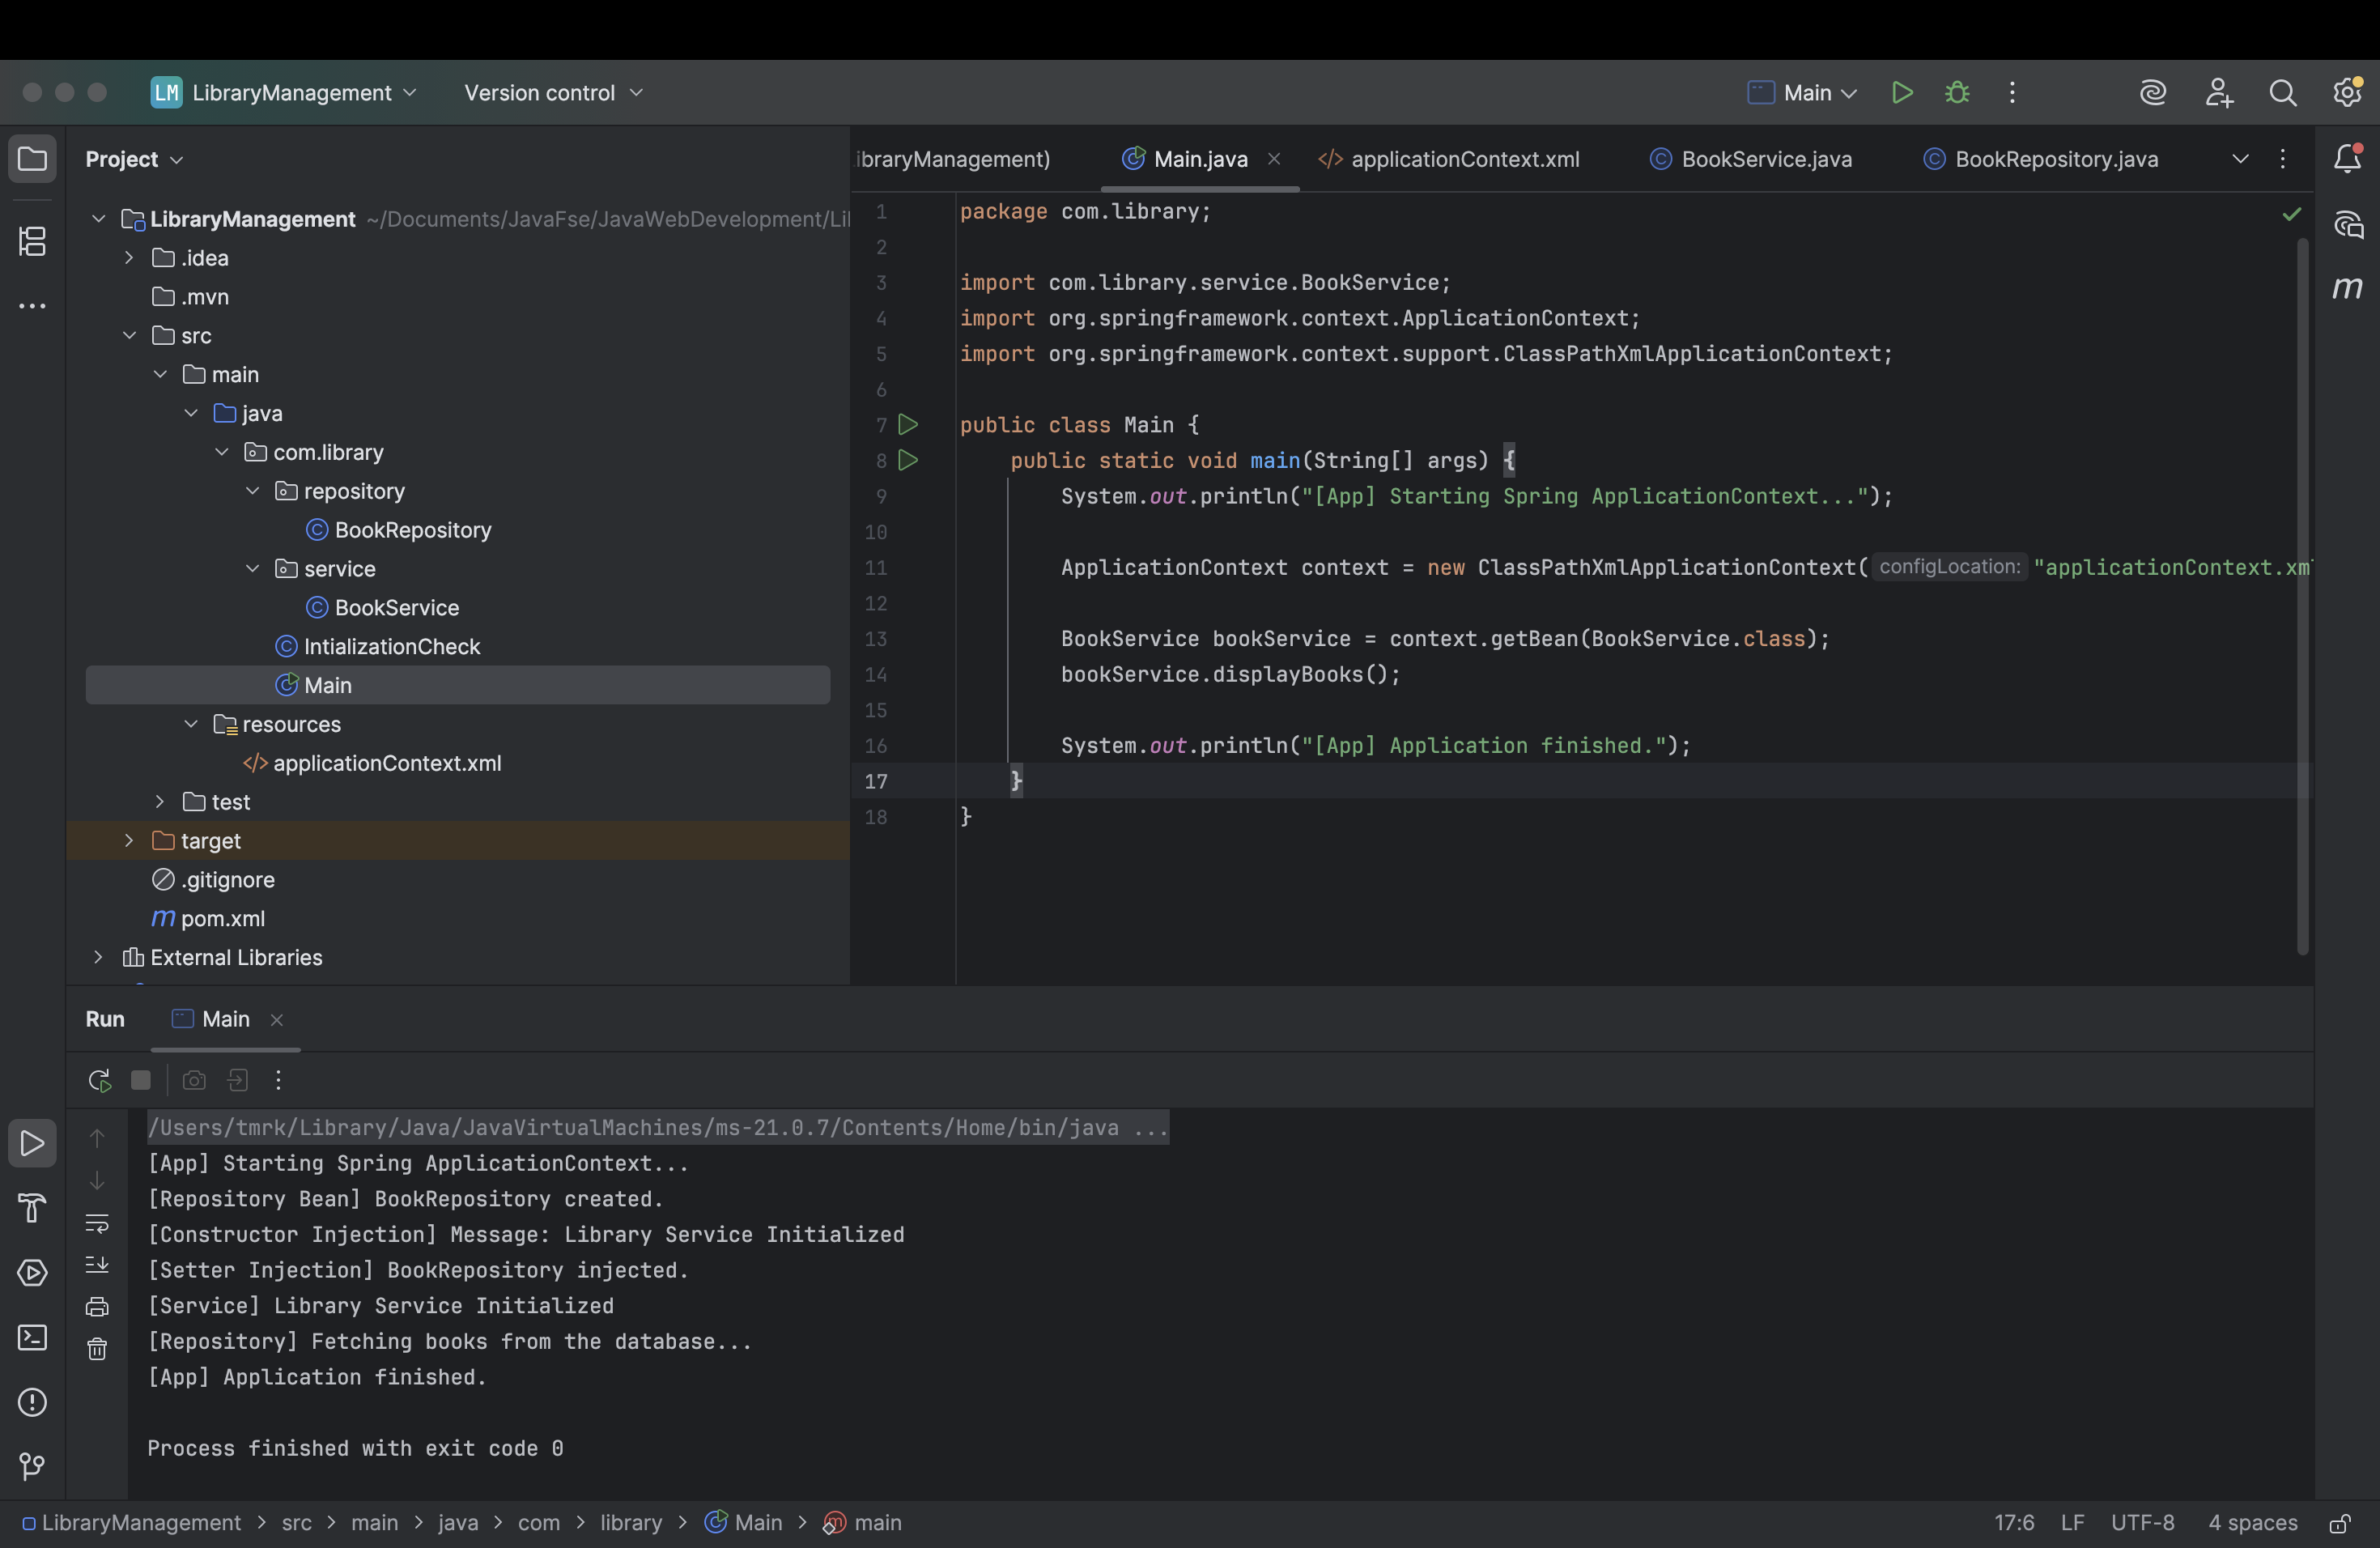 LM LibraryManagement Version control Main
Project
LibraryManagement ~/Documents/JavaFse/JavaWebDevelopment/Li
.idea
.mvn
src
main
java
com.library
repository
BookRepository
service
BookService
IntializationCheck
Main
resources
applicationContext.xml
test
target
.gitignore
pom.xml
External Libraries
ibraryManagement) Main.java applicationContext.xml BookService.java BookRepository.java
1 package com.library;
2
3 import com.library.service.BookService;
4 import org.springframework.context.ApplicationContext;
5 import org.springframework.context.support.ClassPathXmlApplicationContext;
6
7 public class Main {
8 public static void main(String[] args) {
9 System.out.println("[App] Starting Spring ApplicationContext...");
10
11 ApplicationContext context = new ClassPathXmlApplicationContext( configLocation: "applicationContext.xm
12
13 BookService bookService = context.getBean(BookService.class);
14 bookService.displayBooks();
15
16 System.out.println("[App] Application finished.");
17 }
18 }
Run Main
/Users/tmrk/Library/Java/JavaVirtualMachines/ms-21.0.7/Contents/Home/bin/java ...
[App] Starting Spring ApplicationContext...
[Repository Bean] BookRepository created.
[Constructor Injection] Message: Library Service Initialized
[Setter Injection] BookRepository injected.
[Service] Library Service Initialized
[Repository] Fetching books from the database...
[App] Application finished.
Process finished with exit code 0
LibraryManagement > src > main > java > com > library > Main > main 17:6 LF UTF-8 4 spaces